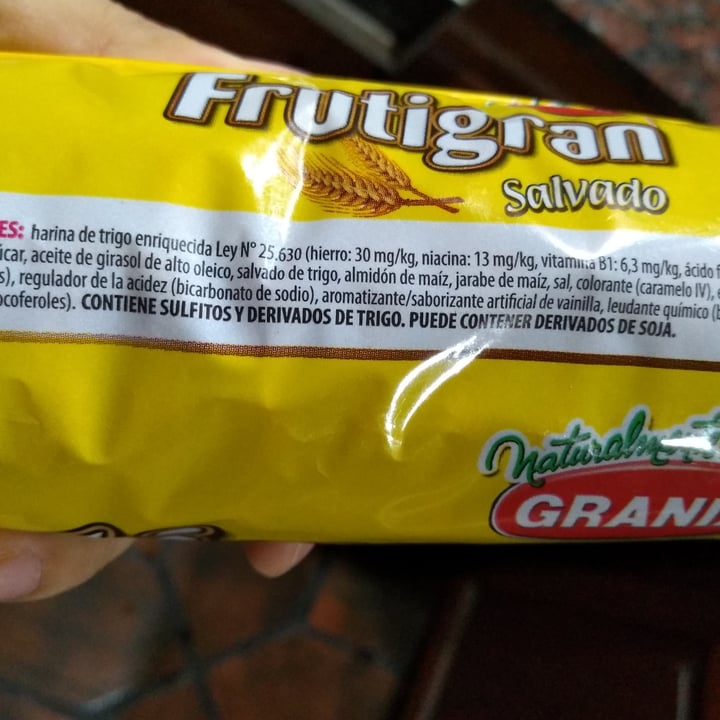 Frutigran
Salvado
ES: harina de trigo enriquecida Ley N° 25.630 (hierro: 30 mg/kg, niacina: 13 mg/kg, vitamina B1: 6,3 mg/kg, ácido f
car, aceite de girasol de alto oleico, salvado de trigo, almidón de maíz, jarabe de maíz, sal, colorante (caramelo IV),
s), regulador de la acidez (bicarbonato de sodio), aromatizante/saborizante artificial de vainilla, leudante químico (b
ocoferoles). CONTIENE SULFITOS Y DERIVADOS DE TRIGO. PUEDE CONTENER DERIVADOS DE SOJA.
Naturalment
GRANI